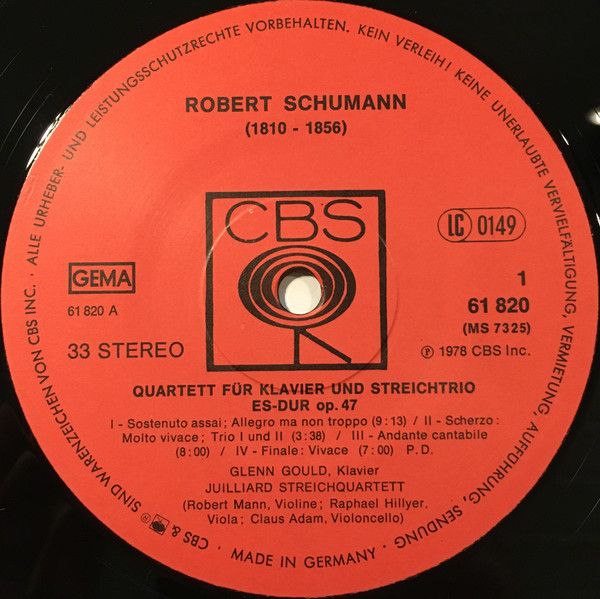 ALLE URHEBER- UND LEISTUNGSSCHUTZRECHTE VORBEHALTEN, KEIN VERLEIH! KEINE UNERLAUBTE VERVIELFÄLTIGUNG, VERMIETUNG, AUFFÜHRUNG, SENDUNG
ROBERT SCHUMANN
(1810 - 1856)
CBS
LC 0149
GEMA
61 820 A
33 STEREO
1
61 820
(MS 7325)
℗ 1978 CBS Inc.
QUARTETT FÜR KLAVIER UND STREICHTRIO
ES-DUR op. 47
I - Sostenuto assai; Allegro ma non troppo (9:13) / II - Scherzo:
Molto vivace; Trio I und II (3:38) / III - Andante cantabile
(8:00) / IV - Finale: Vivace (7:00) P.D.
GLENN GOULD, Klavier
JUILLIARD STREICHQUARTETT
(Robert Mann, Violine; Raphael Hillyer,
Viola; Claus Adam, Violoncello)
CBS & SIND WARENZEICHEN VON CBS INC. ·
· MADE IN GERMANY ·